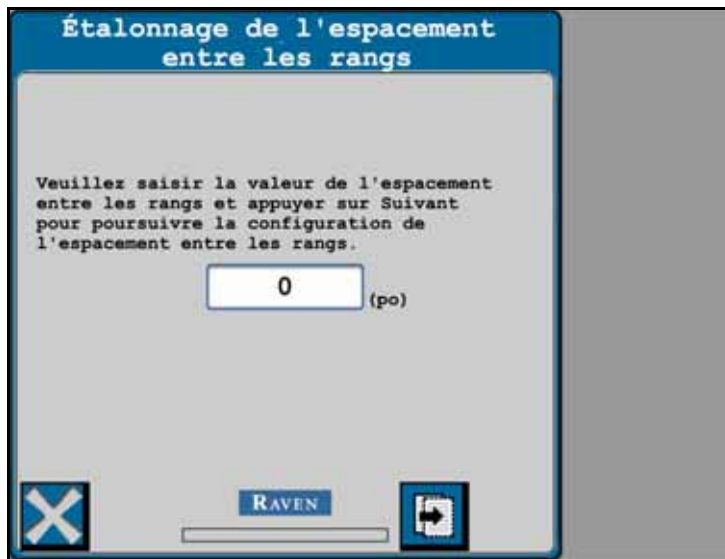 Étalonnage de l'espacement
entre les rangs
Veuillez saisir la valeur de l'espacement
entre les rangs et appuyer sur Suivant
pour poursuivre la configuration de
l'espacement entre les rangs.
0
(po)
RAVEN